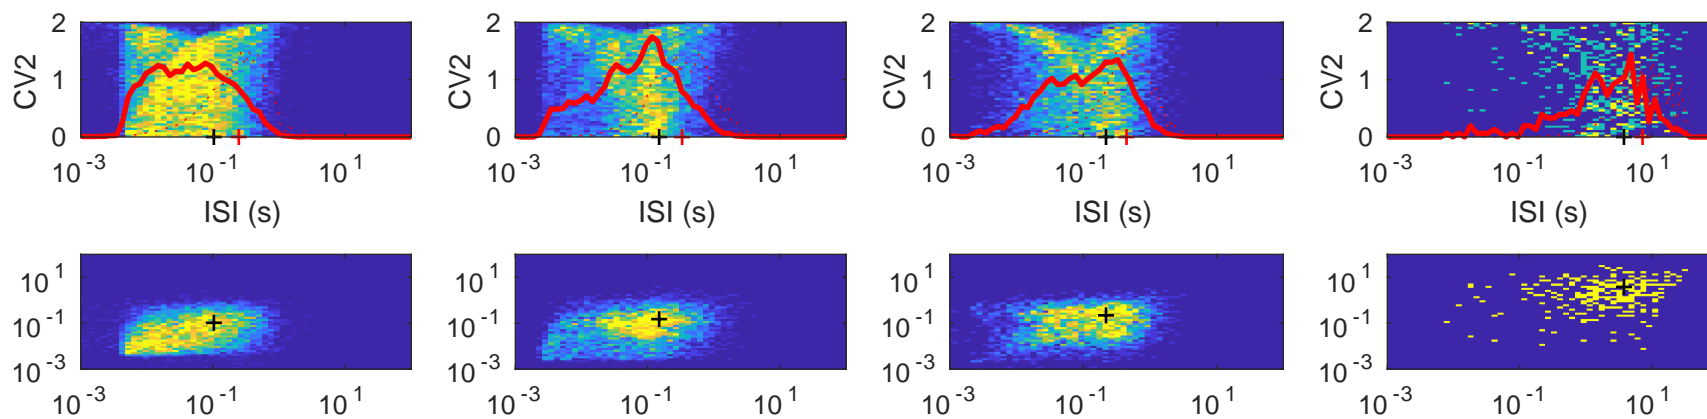 2 2 2 2
CV2 CV2 CV2 CV2
1 1 1 1
0 0 0 0
10^-3 10^-1 10^1 10^-3 10^-1 10^1 10^-3 10^-1 10^1 10^-3 10^-1 10^1
ISI (s) ISI (s) ISI (s) ISI (s)
10^1 10^1 10^1 10^1
10^-1 10^-1 10^-1 10^-1
10^-3 10^-3 10^-3 10^-3
10^-3 10^-1 10^1 10^-3 10^-1 10^1 10^-3 10^-1 10^1 10^-3 10^-1 10^1